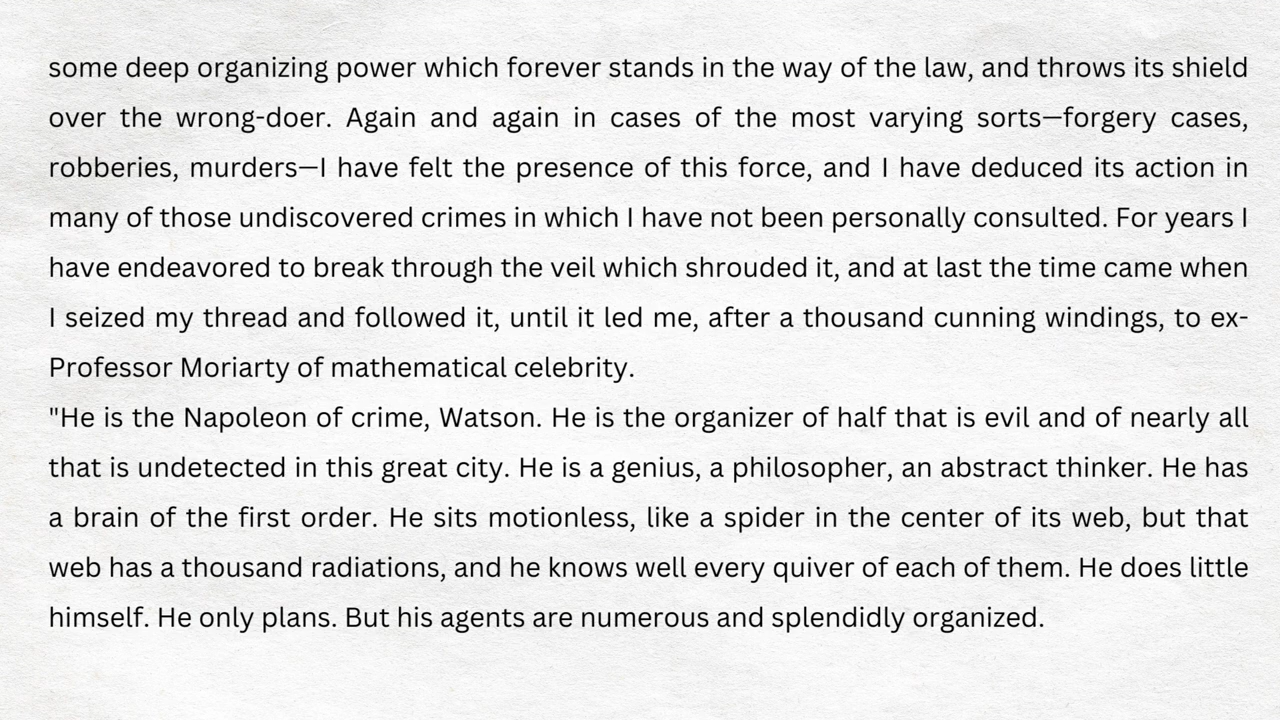 some deep organizing power which forever stands in the way of the law, and throws its shield
over the wrong-doer. Again and again in cases of the most varying sorts—forgery cases,
robberies, murders—I have felt the presence of this force, and I have deduced its action in
many of those undiscovered crimes in which I have not been personally consulted. For years I
have endeavored to break through the veil which shrouded it, and at last the time came when
I seized my thread and followed it, until it led me, after a thousand cunning windings, to ex-
Professor Moriarty of mathematical celebrity.
"He is the Napoleon of crime, Watson. He is the organizer of half that is evil and of nearly all
that is undetected in this great city. He is a genius, a philosopher, an abstract thinker. He has
a brain of the first order. He sits motionless, like a spider in the center of its web, but that
web has a thousand radiations, and he knows well every quiver of each of them. He does little
himself. He only plans. But his agents are numerous and splendidly organized.